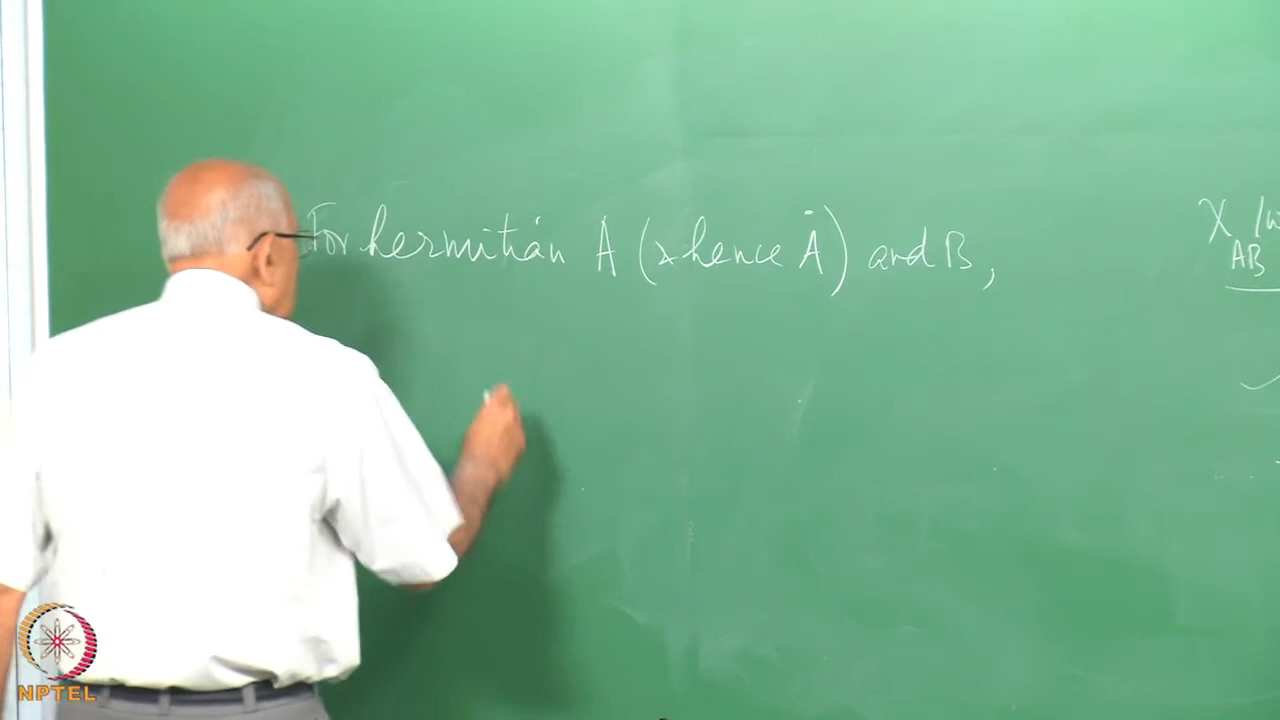 For hermitian A (& hence Ȧ) and B,
χ
AB
NPTEL